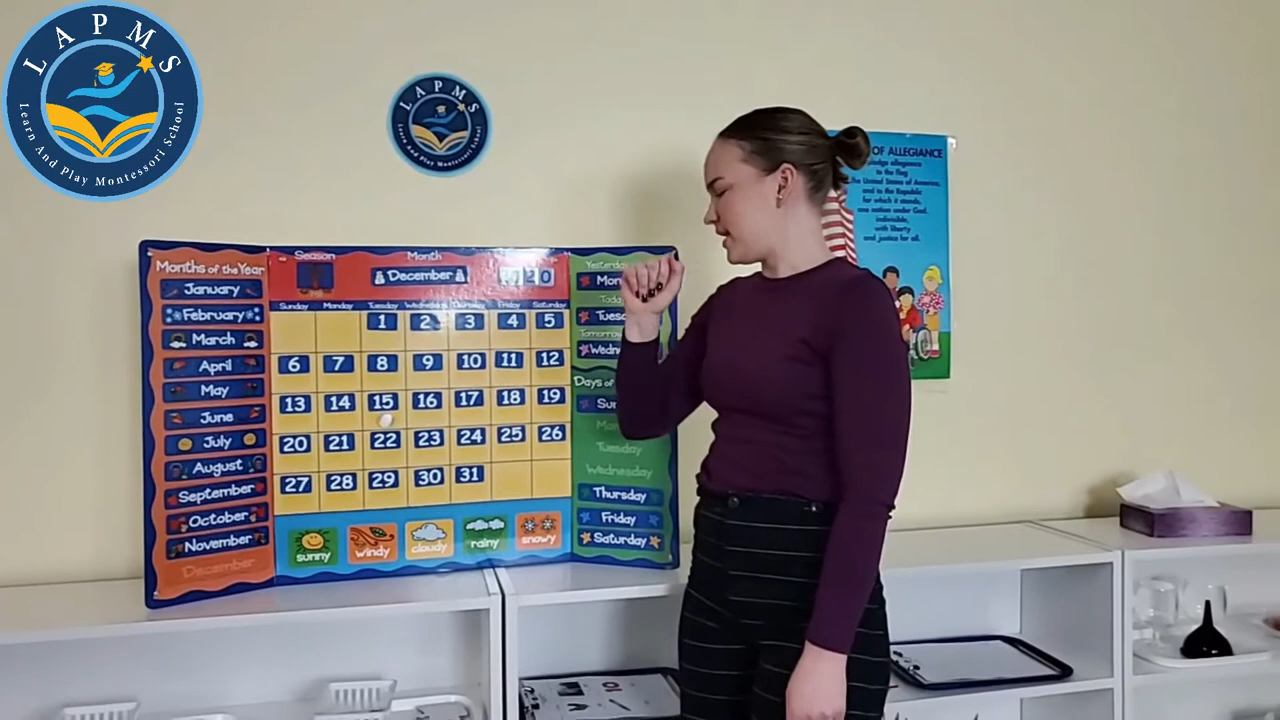 LAPMS
Learn And Play Montessori School
LAPMS
Learn And Play Montessori School
OF ALLEGIANCE
pledge allegiance
to the flag
the United States of America,
and to the Republic
for which it stands,
one nation under God,
indivisible,
with liberty
and justice for all.
Months of the Year
January
February
March
April
May
June
July
August
September
October
November
December
Season
Month
December
20
Sunday Monday Tuesday Wednesday Thursday Friday Saturday
1 2 3 4 5
6 7 8 9 10 11 12
13 14 15 16 17 18 19
20 21 22 23 24 25 26
27 28 29 30 31
sunny windy cloudy rainy snowy
Yesterday
Mon
Today
Tues
Tomorrow
Wedn
Days of
Sun
Mon
Tuesday
Wednesday
Thursday
Friday
Saturday